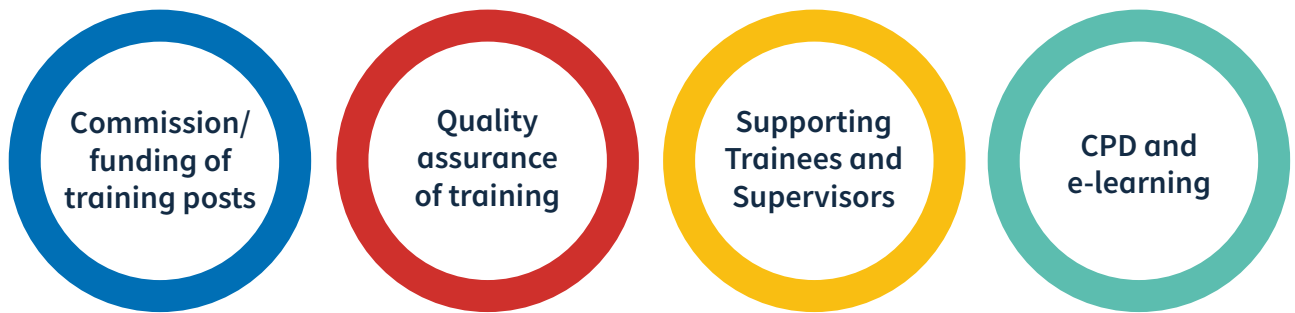 Commission/
funding of
training posts
Quality
assurance
of training
Supporting
Trainees and
Supervisors
CPD and
e-learning